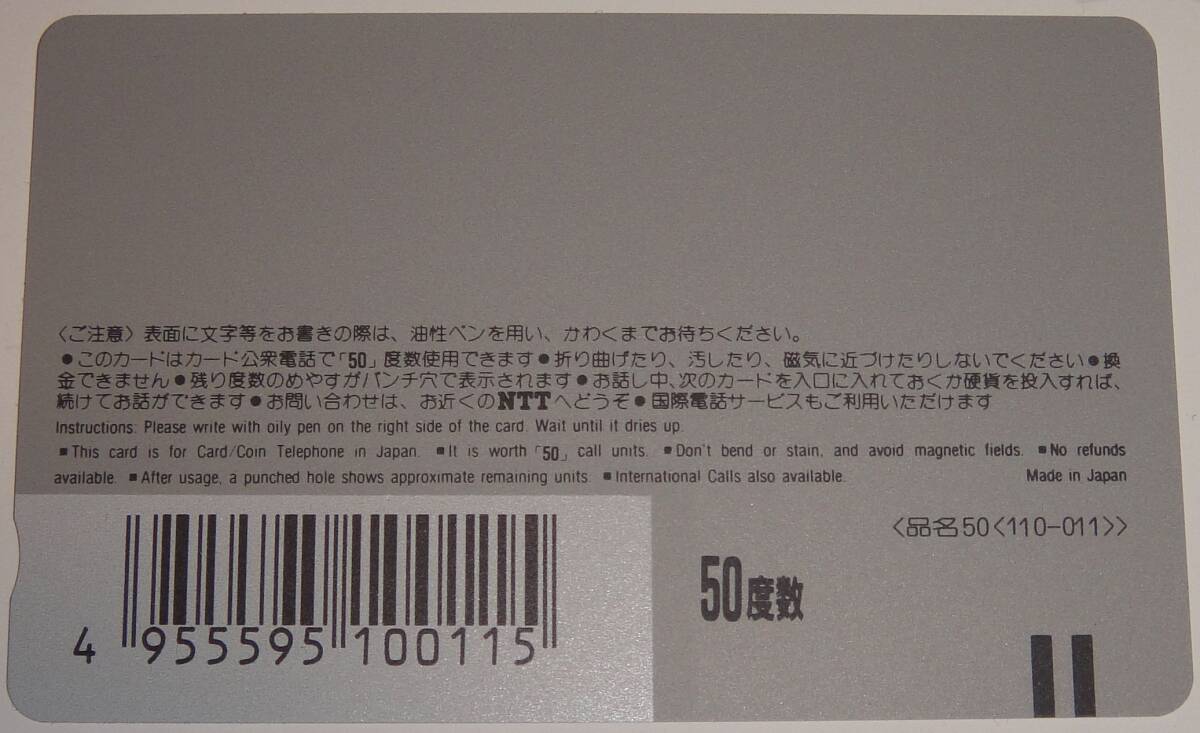 〈ご注意〉表面に文字等をお書きの際は、油性ペンを用い、かわくまでお待ちください。
●このカードはカード公衆電話で「50」度数使用できます●折り曲げたり、汚したり、磁気に近づけたりしないでください●換
金できません●残り度数のめやすがパンチ穴で表示されます●お話し中、次のカードを入口に入れておくか硬貨を投入すれば、
続けてお話ができます●お問い合わせは、お近くのNTTへどうぞ●国際電話サービスもご利用いただけます
Instructions: Please write with oily pen on the right side of the card. Wait until it dries up.
■This card is for Card/Coin Telephone in Japan. ■It is worth「50」call units. ■Don't bend or stain, and avoid magnetic fields. ■No refunds
available. ■After usage, a punched hole shows approximate remaining units. ■International Calls also available. Made in Japan
〈品名50〈110-011〉〉
50度数
4 955595 100115